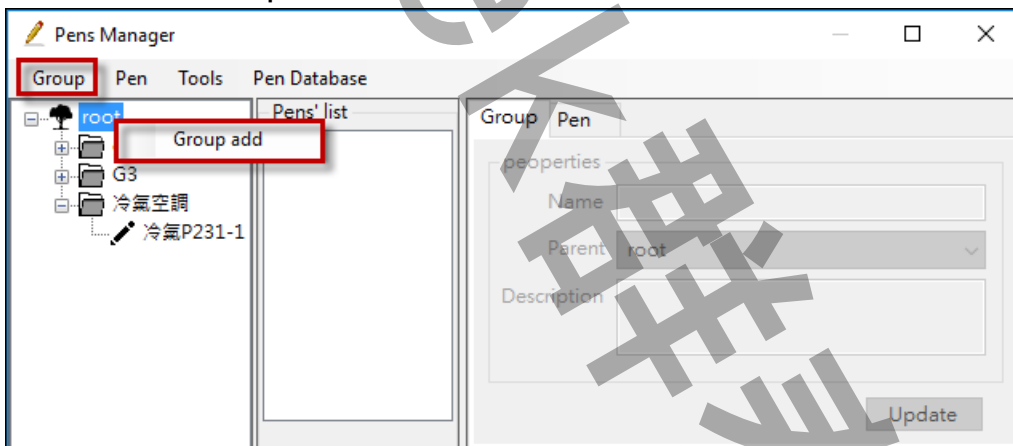 Pens Manager
Group Pen Tools Pen Database
root
Group add
G3
冷氣空調
冷氣P231-1
Pens' list
Group Pen
peoperties
Name
Parent root
Description
Update